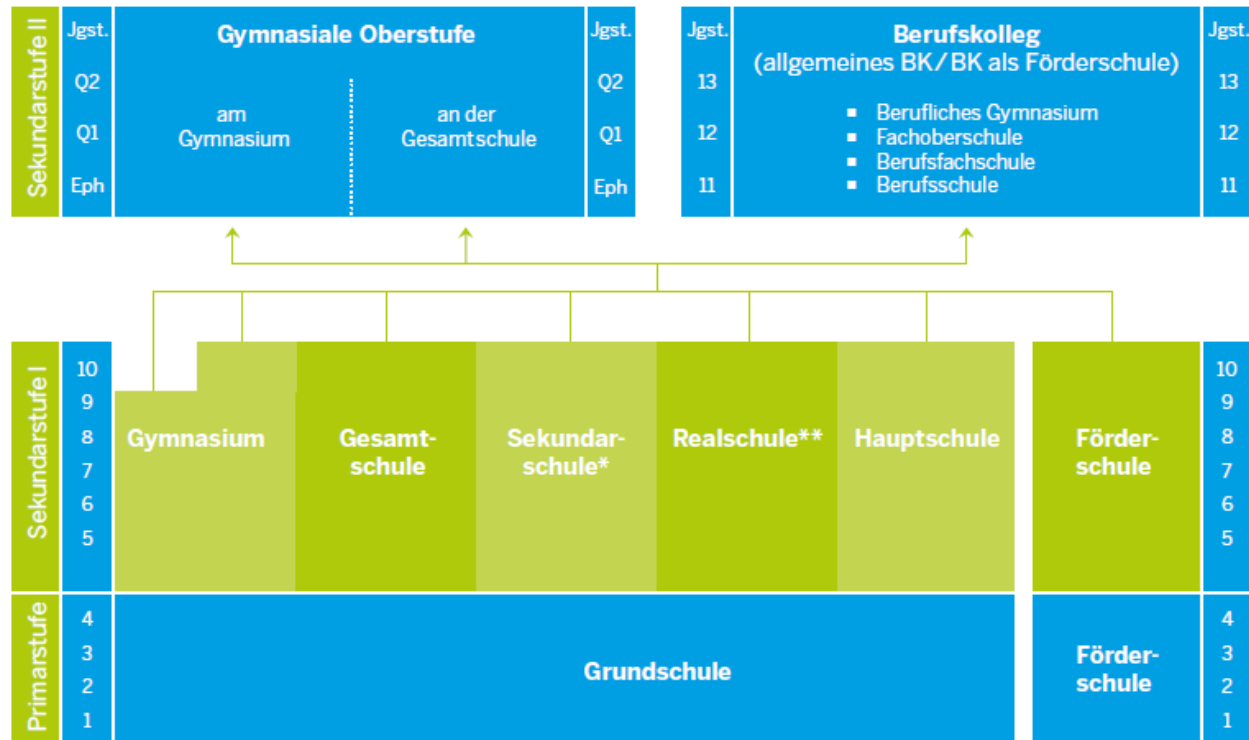 Sekundarstufe II
Jgst.
Q2
Q1
Eph
Gymnasiale Oberstufe
am
Gymnasium
an der
Gesamtschule
Jgst.
Q2
Q1
Eph
Jgst.
13
12
11
Berufskolleg
(allgemeines BK/BK als Förderschule)
▪ Berufliches Gymnasium
▪ Fachoberschule
▪ Berufsfachschule
▪ Berufsschule
Jgst.
13
12
11
Sekundarstufe I
10
9
8
7
6
5
Gymnasium
Gesamt-
schule
Sekundar-
schule*
Realschule**
Hauptschule
Förder-
schule
10
9
8
7
6
5
Primarstufe
4
3
2
1
Grundschule
Förder-
schule
4
3
2
1